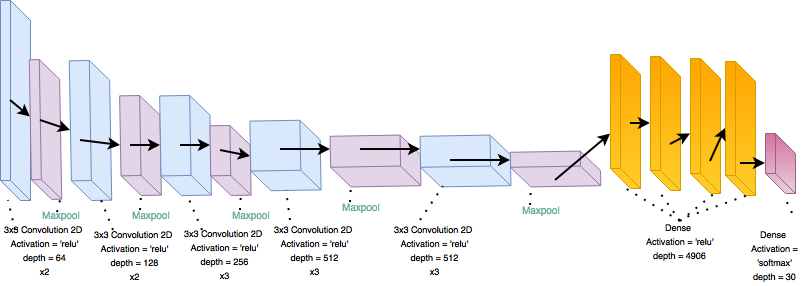 Maxpool
3x3 Convolution 2D
Activation = 'relu'
depth = 64
x2
Maxpool
3x3 Convolution 2D
Activation = 'relu'
depth = 128
x2
Maxpool
3x3 Convolution 2D
Activation = 'relu'
depth = 256
x3
Maxpool
3x3 Convolution 2D
Activation = 'relu'
depth = 512
x3
Maxpool
3x3 Convolution 2D
Activation = 'relu'
depth = 512
x3
Dense
Activation = 'relu'
depth = 4906
Dense
Activation =
'softmax'
depth = 30